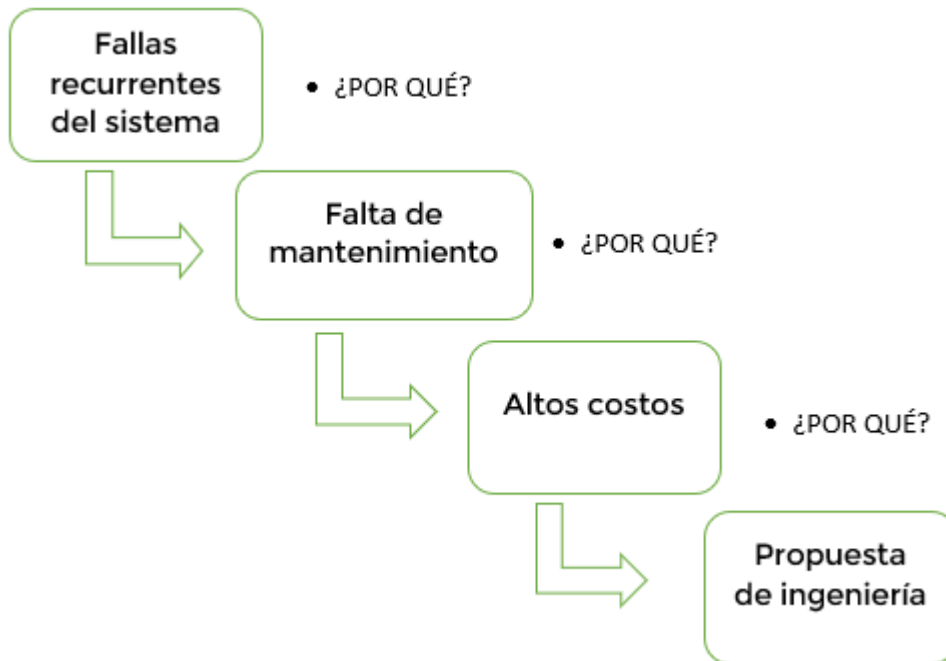 Fallas
recurrentes
del sistema
• ¿POR QUÉ?
Falta de
mantenimiento
• ¿POR QUÉ?
Altos costos
• ¿POR QUÉ?
Propuesta
de ingeniería